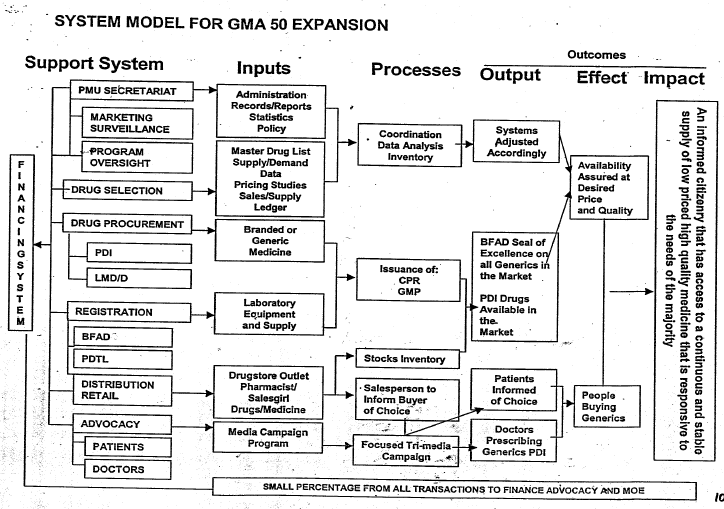 SYSTEM MODEL FOR GMA 50 EXPANSION
Outcomes
Support System
Inputs
Processes
Output
Effect
Impact
FINANCING SYSTEM
PMU SECRETARIAT
MARKETING
SURVEILLANCE
PROGRAM
OVERSIGHT
DRUG SELECTION
DRUG PROCUREMENT
PDI
LMD/D
REGISTRATION
BFAD
PDTL
DISTRIBUTION
RETAIL
ADVOCACY
PATIENTS
DOCTORS
Administration
Records/Reports
Statistics
Policy
Master Drug List
Supply/Demand
Data
Pricing Studies
Sales/Supply
Ledger
Branded or
Generic
Medicine
Laboratory
Equipment
and Supply
Drugstore Outlet
Pharmacist/
Salesgirl
Drugs/Medicine
Media Campaign
Program
Coordination
Data Analysis
Inventory
Issuance of:
CPR
GMP
Stocks Inventory
Salesperson to
Inform Buyer
of Choice
Focused Tri-media
Campaign
Systems
Adjusted
Accordingly
BFAD Seal of
Excellence on
all Generics in
the Market
PDI Drugs
Available in
the
Market
Patients
Informed
of Choice
Doctors
Prescribing
Generics PDI
Availability
Assured at
Desired
Price
and Quality
People
Buying
Generics
An informed citizenry that has access to a continuous and stable
supply of low priced high quality medicine that is responsive to
the needs of the majority
SMALL PERCENTAGE FROM ALL TRANSACTIONS TO FINANCE ADVOCACY AND MOE
10